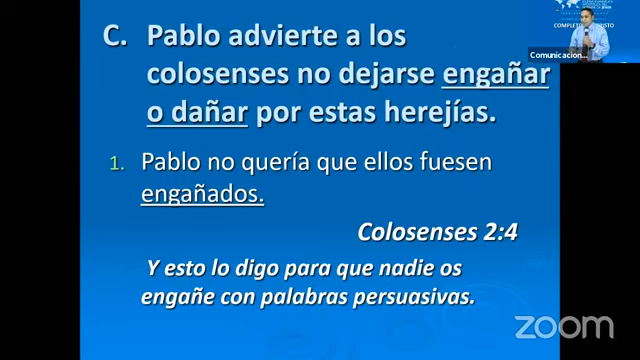 COMPLETO
C. Pablo advierte a los
colosenses no dejarse engañar
o dañar por estas herejías.
Comunicacion...
1. Pablo no quería que ellos fuesen
engañados.
Colosenses 2:4
Y esto lo digo para que nadie os
engañe con palabras persuasivas.
zoom